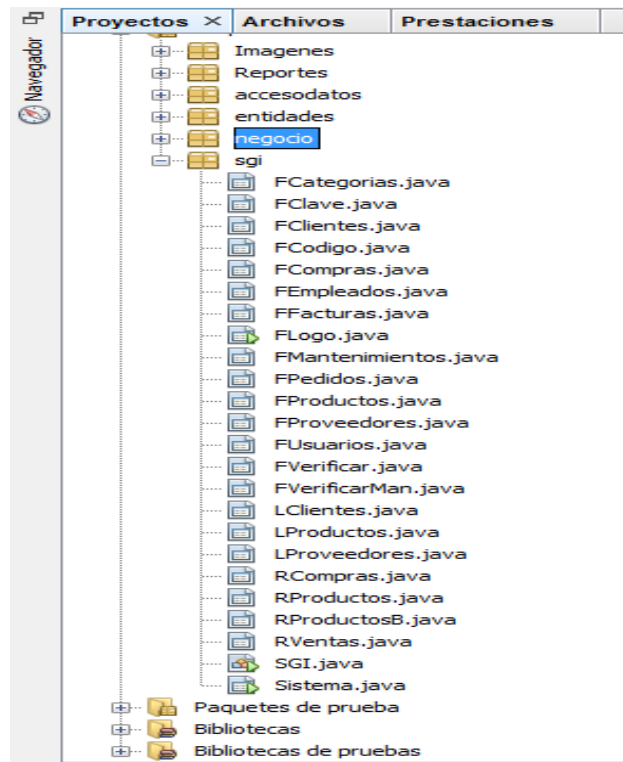 Proyectos × Archivos Prestaciones
Navegador
Imagenes
Reportes
accesodatos
entidades
negocio
sgi
FCategorias.java
FClave.java
FClientes.java
FCodigo.java
FCompras.java
FEmpleados.java
FFacturas.java
FLogo.java
FMantenimientos.java
FPedidos.java
FProductos.java
FProveedores.java
FUsuarios.java
FVerificar.java
FVerificarMan.java
LClientes.java
LProductos.java
LProveedores.java
RCompras.java
RProductos.java
RProductosB.java
RVentas.java
SGI.java
Sistema.java
Paquetes de prueba
Bibliotecas
Bibliotecas de pruebas